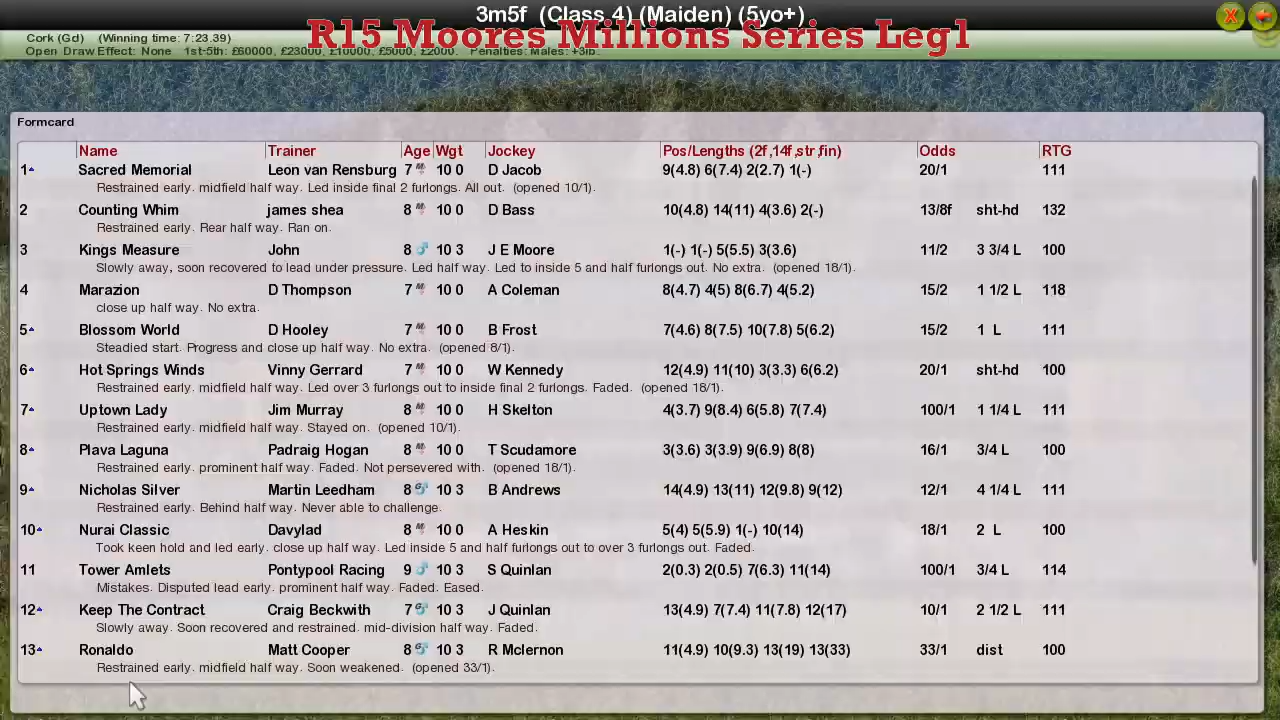 3m5f (Class 4) (Maiden) (5yo+)
R15 Moores Millions Series Leg1
Cork (Gd) (Winning time: 7:23.39)
Open Draw Effect: None 1st-5th: £60000, £23000, £10000, £5000, £2000. Penalties: Males: +3lb.
Formcard
Name Trainer Age Wgt Jockey Pos/Lengths (2f,14f,str,fin) Odds RTG
1 Sacred Memorial Leon van Rensburg 7 10 0 D Jacob 9(4.8) 6(7.4) 2(2.7) 1(-) 20/1 111
Restrained early. midfield half way. Led inside final 2 furlongs. All out. (opened 10/1).
2 Counting Whim james shea 8 10 0 D Bass 10(4.8) 14(11) 4(3.6) 2(-) 13/8f sht-hd 132
Restrained early. Rear half way. Ran on.
3 Kings Measure John 8 10 3 J E Moore 1(-) 1(-) 5(5.5) 3(3.6) 11/2 3 3/4 L 100
Slowly away, soon recovered to lead under pressure. Led half way. Led to inside 5 and half furlongs out. No extra. (opened 18/1).
4 Marazion D Thompson 7 10 0 A Coleman 8(4.7) 4(5) 8(6.7) 4(5.2) 15/2 1 1/2 L 118
close up half way. No extra.
5 Blossom World D Hooley 7 10 0 B Frost 7(4.6) 8(7.5) 10(7.8) 5(6.2) 15/2 1 L 111
Steadied start. Progress and close up half way. No extra. (opened 8/1).
6 Hot Springs Winds Vinny Gerrard 7 10 0 W Kennedy 12(4.9) 11(10) 3(3.3) 6(6.2) 20/1 sht-hd 100
Restrained early. midfield half way. Led over 3 furlongs out to inside final 2 furlongs. Faded. (opened 18/1).
7 Uptown Lady Jim Murray 8 10 0 H Skelton 4(3.7) 9(8.4) 6(5.8) 7(7.4) 100/1 1 1/4 L 111
Restrained early. midfield half way. Stayed on. (opened 10/1).
8 Plava Laguna Padraig Hogan 8 10 0 T Scudamore 3(3.6) 3(3.9) 9(6.9) 8(8) 16/1 3/4 L 100
Restrained early. prominent half way. Faded. Not persevered with. (opened 18/1).
9 Nicholas Silver Martin Leedham 8 10 3 B Andrews 14(4.9) 13(11) 12(9.8) 9(12) 12/1 4 1/4 L 111
Restrained early. Behind half way. Never able to challenge.
10 Nurai Classic Davylad 8 10 0 A Heskin 5(4) 5(5.9) 1(-) 10(14) 18/1 2 L 100
Took keen hold and led early. close up half way. Led inside 5 and half furlongs out to over 3 furlongs out. Faded.
11 Tower Amlets Pontypool Racing 9 10 3 S Quinlan 2(0.3) 2(0.5) 7(6.3) 11(14) 100/1 3/4 L 114
Mistakes. Disputed lead early. prominent half way. Faded. Eased.
12 Keep The Contract Craig Beckwith 7 10 3 J Quinlan 13(4.9) 7(7.4) 11(7.8) 12(17) 10/1 2 1/2 L 111
Slowly away. Soon recovered and restrained. mid-division half way. Faded.
13 Ronaldo Matt Cooper 8 10 3 R Mclernon 11(4.9) 10(9.3) 13(19) 13(33) 33/1 dist 100
Restrained early. midfield half way. Soon weakened. (opened 33/1).